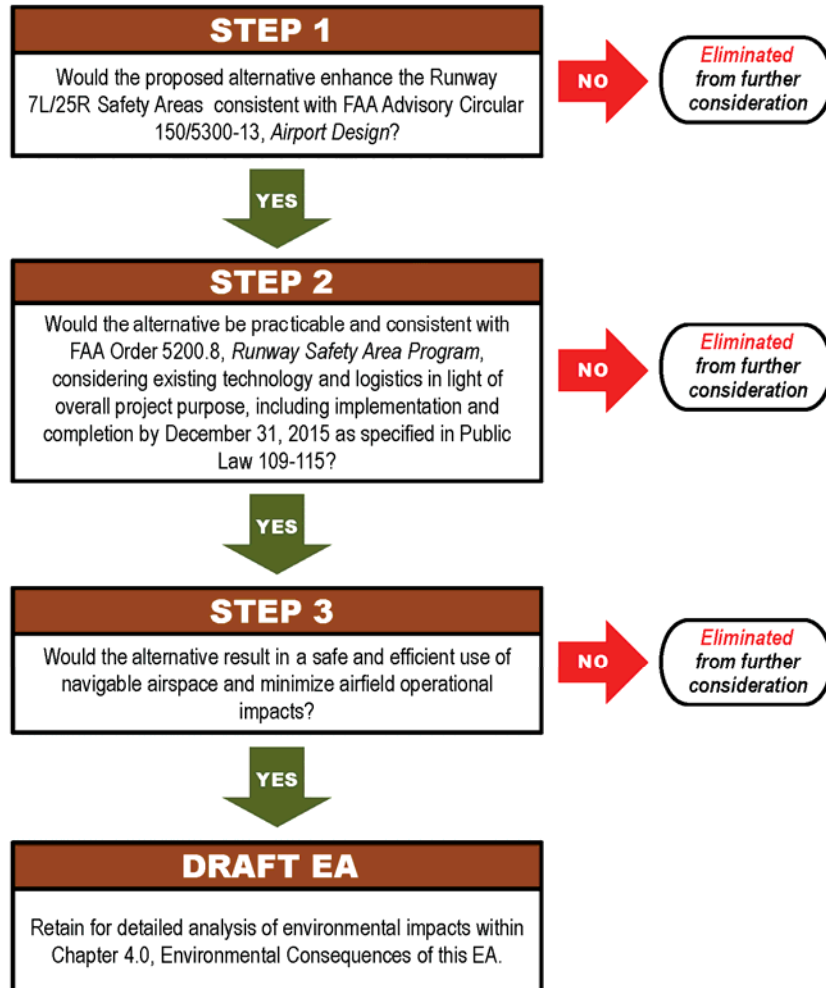 STEP 1
Would the proposed alternative enhance the Runway
7L/25R Safety Areas consistent with FAA Advisory Circular
150/5300-13, Airport Design?
NO
Eliminated
from further
consideration
YES
STEP 2
Would the alternative be practicable and consistent with
FAA Order 5200.8, Runway Safety Area Program,
considering existing technology and logistics in light of
overall project purpose, including implementation and
completion by December 31, 2015 as specified in Public
Law 109-115?
NO
Eliminated
from further
consideration
YES
STEP 3
Would the alternative result in a safe and efficient use of
navigable airspace and minimize airfield operational
impacts?
NO
Eliminated
from further
consideration
YES
DRAFT EA
Retain for detailed analysis of environmental impacts within
Chapter 4.0, Environmental Consequences of this EA.